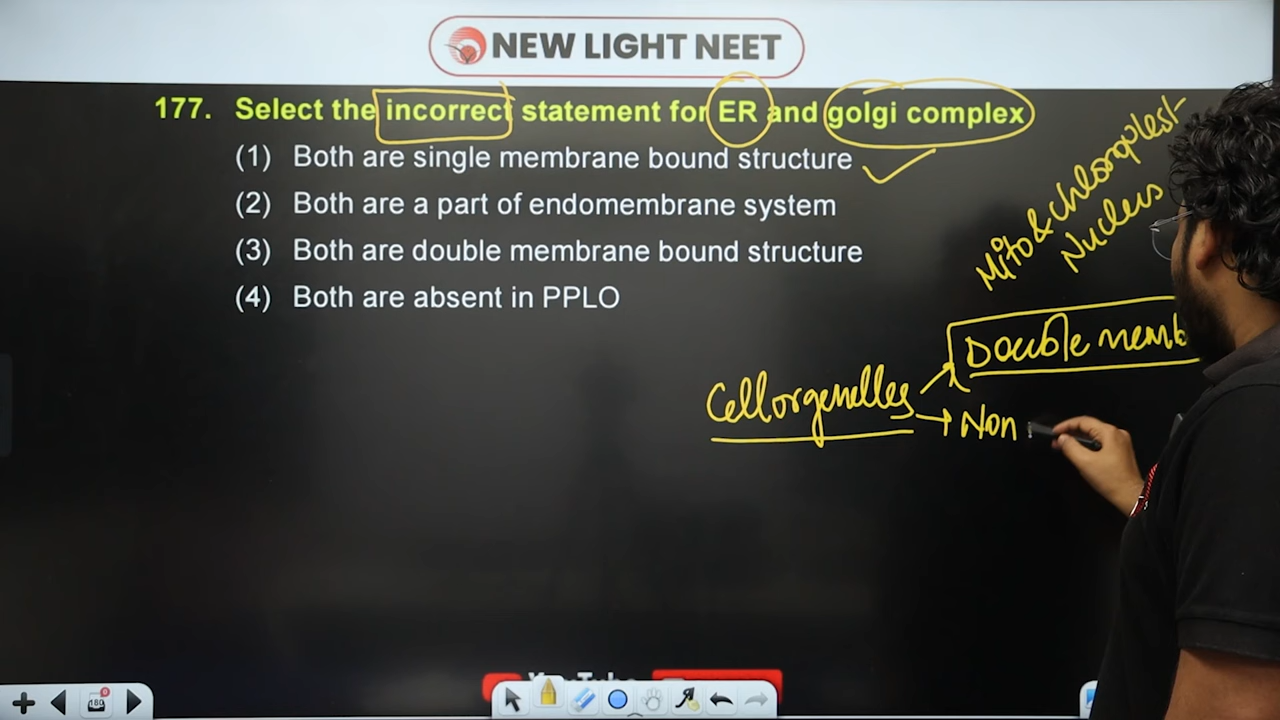 NEW LIGHT NEET
177. Select the incorrect statement for ER and golgi complex
(1) Both are single membrane bound structure
(2) Both are a part of endomembrane system
(3) Both are double membrane bound structure
(4) Both are absent in PPLO
Mito & chloroplast
Nucleus
Double memb
Cell orgenelles
Non
180